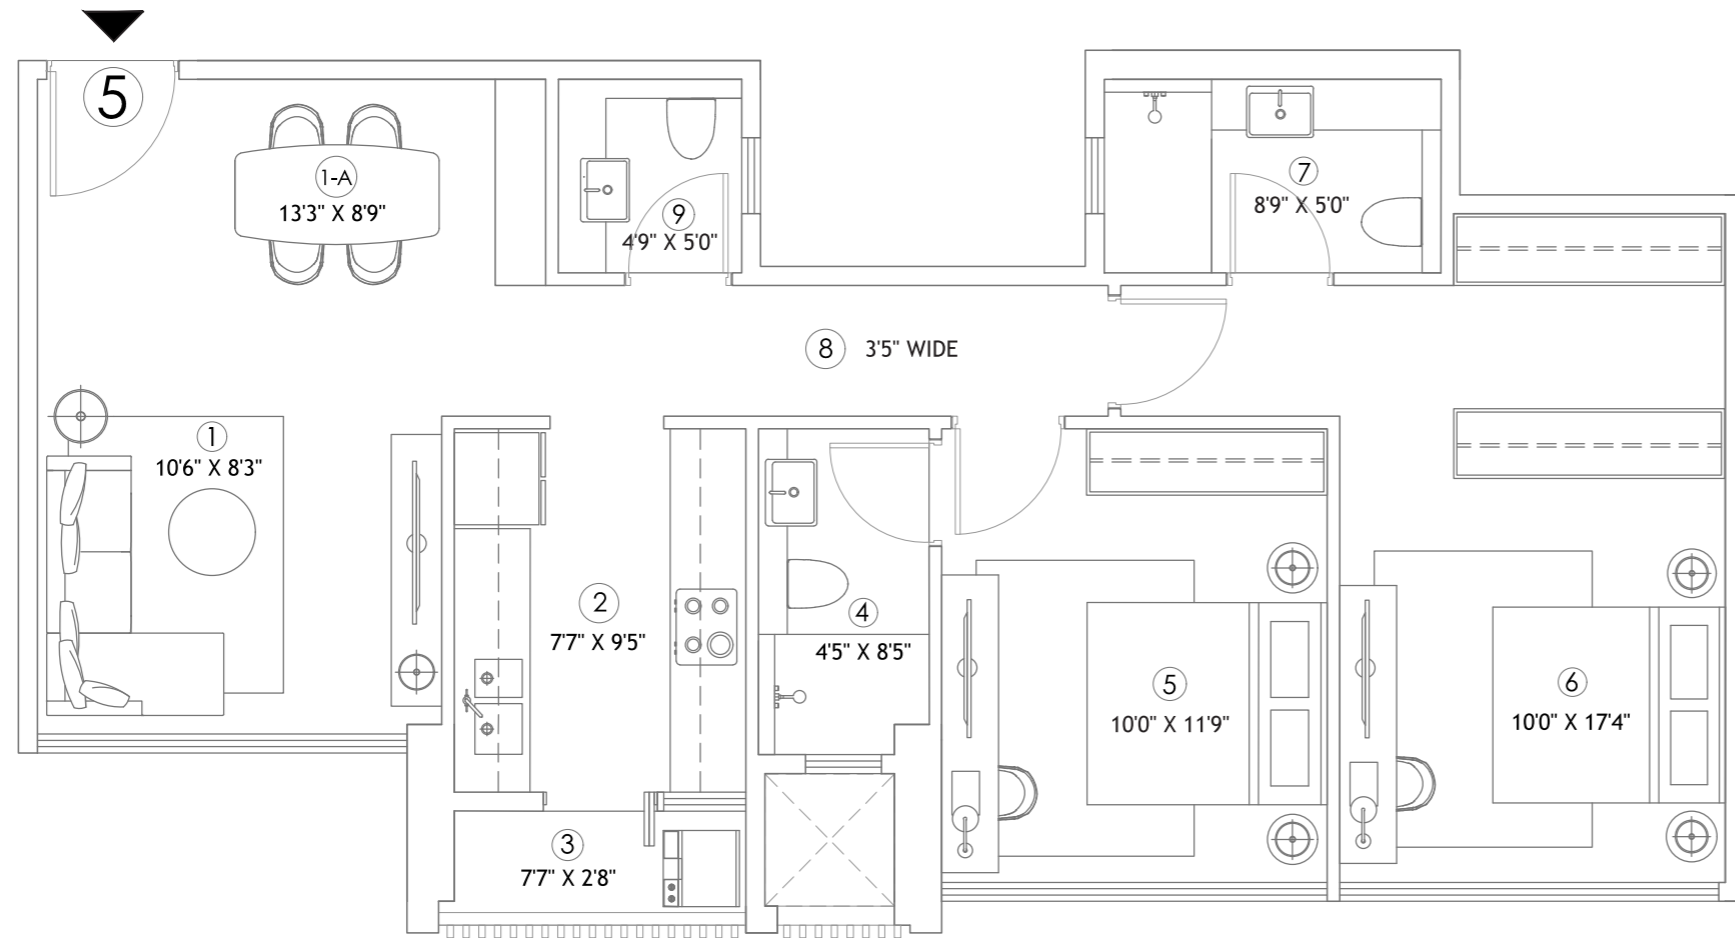 5
1-A
13'3" X 8'9"
9
4'9" X 5'0"
7
8'9" X 5'0"
8 3'5" WIDE
1
10'6" X 8'3"
2
7'7" X 9'5"
4
4'5" X 8'5"
5
10'0" X 11'9"
6
10'0" X 17'4"
3
7'7" X 2'8"